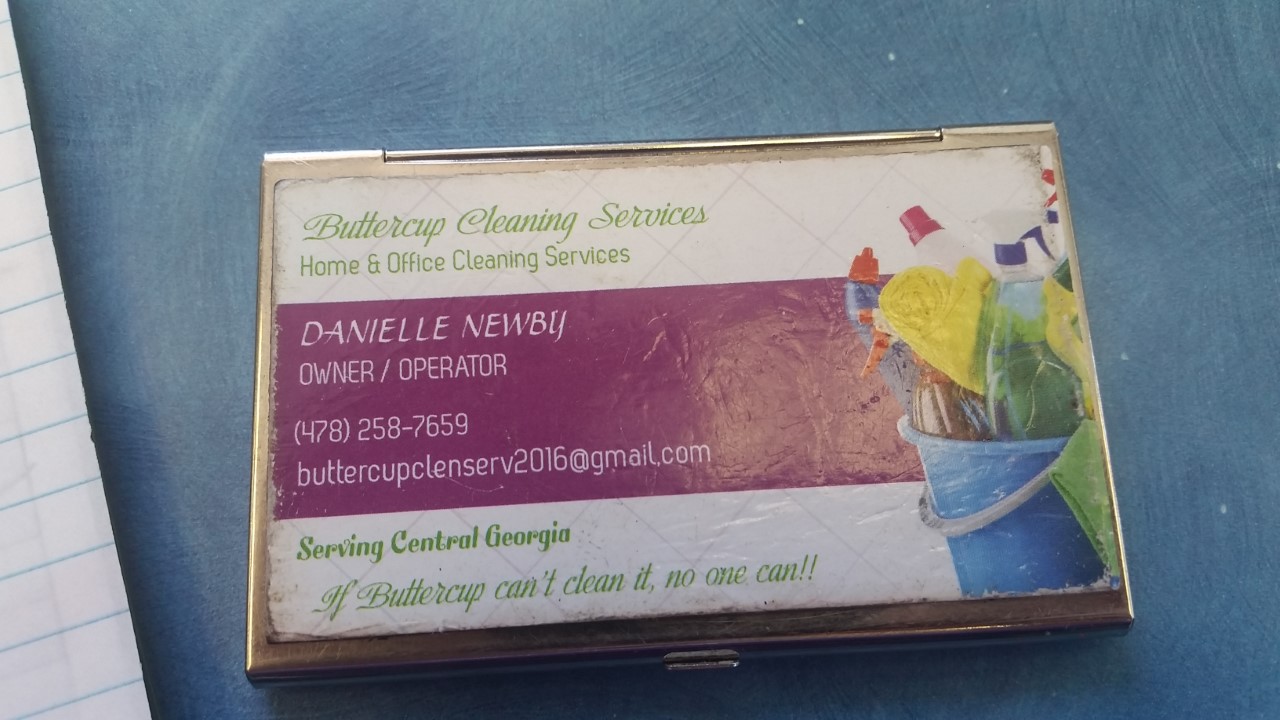 Buttercup Cleaning Services
Home & Office Cleaning Services
DANIELLE NEWBY
OWNER / OPERATOR
(478) 258-7659
buttercupclenserv2016@gmail.com
Serving Central Georgia
If Buttercup can't clean it, no one can!!